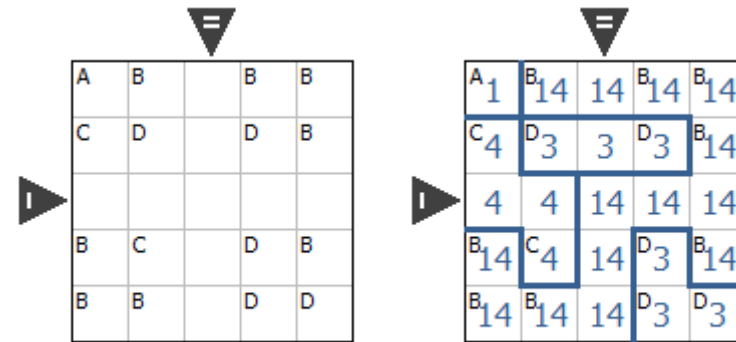 =
A B B B
C D D B
I
B C D B
B B D D
=
A 1 B 14 14 B 14 B 14
C 4 D 3 3 D 3 B 14
I 4 4 14 14 14
B 14 C 4 14 D 3 B 14
B 14 B 14 14 D 3 D 3